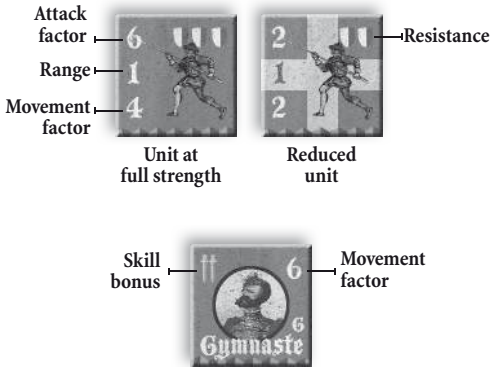 Attack
factor
6
Range
1
Movement
factor
4
Unit at
full strength
2
1
2
Resistance
Reduced
unit
Skill
bonus
6
Movement
factor
G
Gymnaste